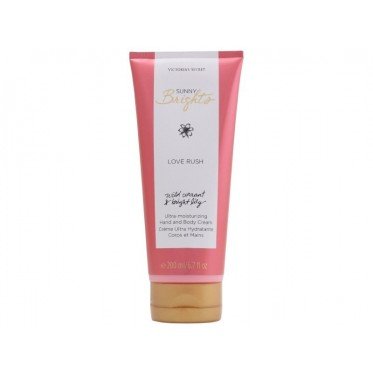 VICTORIA'S SECRET
SUNNY
Brights
LOVE RUSH
wild currant
& bright lily
Ultra-moisturizing
Hand and Body Cream
Crème Ultra Hydratante
Corps et Mains
e 200 ml/6.7 fl oz